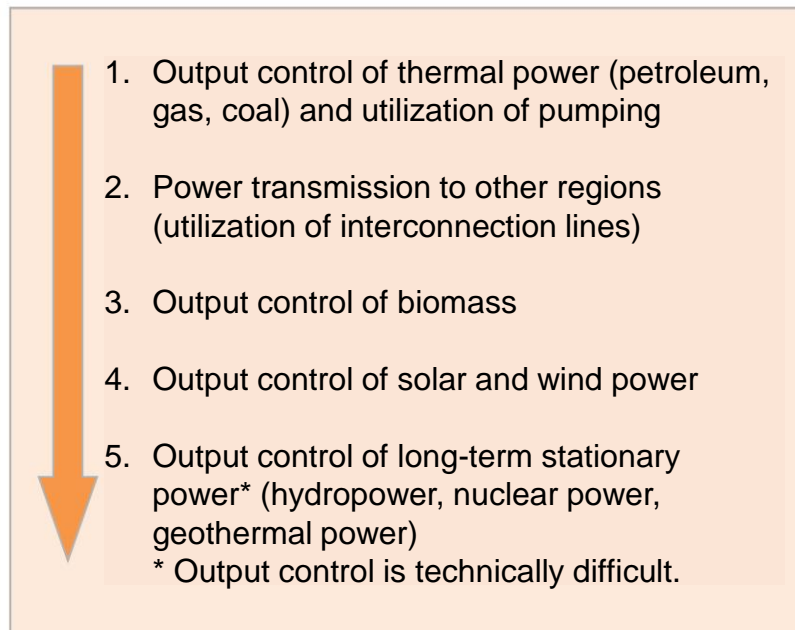 1. Output control of thermal power (petroleum,
gas, coal) and utilization of pumping
2. Power transmission to other regions
(utilization of interconnection lines)
3. Output control of biomass
4. Output control of solar and wind power
5. Output control of long-term stationary
power* (hydropower, nuclear power,
geothermal power)
* Output control is technically difficult.